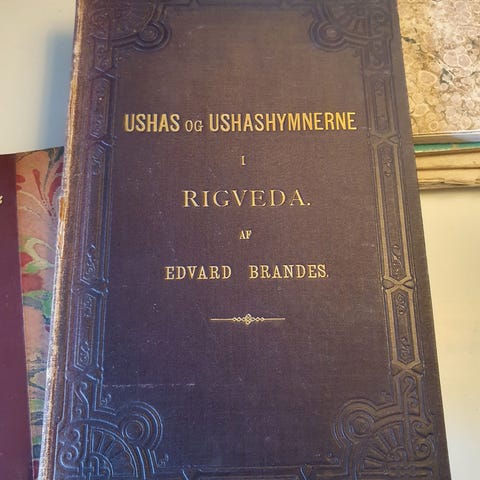 USHAS OG USHASHYMNERNE
I
RIGVEDA.
AF
EDVARD BRANDES.